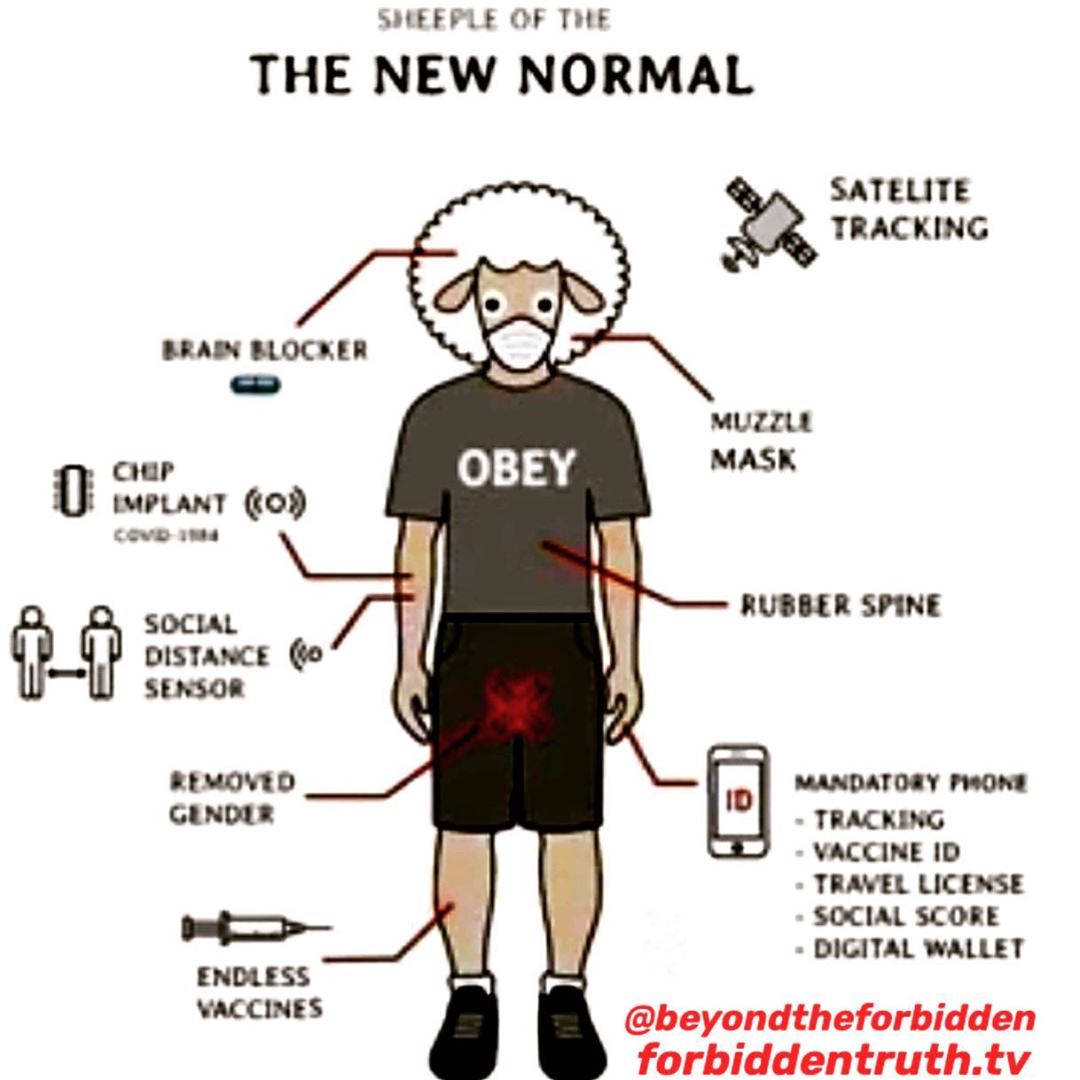 SHEEPLE OF THE
THE NEW NORMAL
SATELITE
TRACKING
BRAIN BLOCKER
MUZZLE
MASK
OBEY
CHIP
IMPLANT
COVID-1984
RUBBER SPINE
SOCIAL
DISTANCE
SENSOR
REMOVED
GENDER
ID
MANDATORY PHONE
- TRACKING
- VACCINE ID
- TRAVEL LICENSE
- SOCIAL SCORE
- DIGITAL WALLET
ENDLESS
VACCINES
@beyondtheforbidden
forbiddentruth.tv